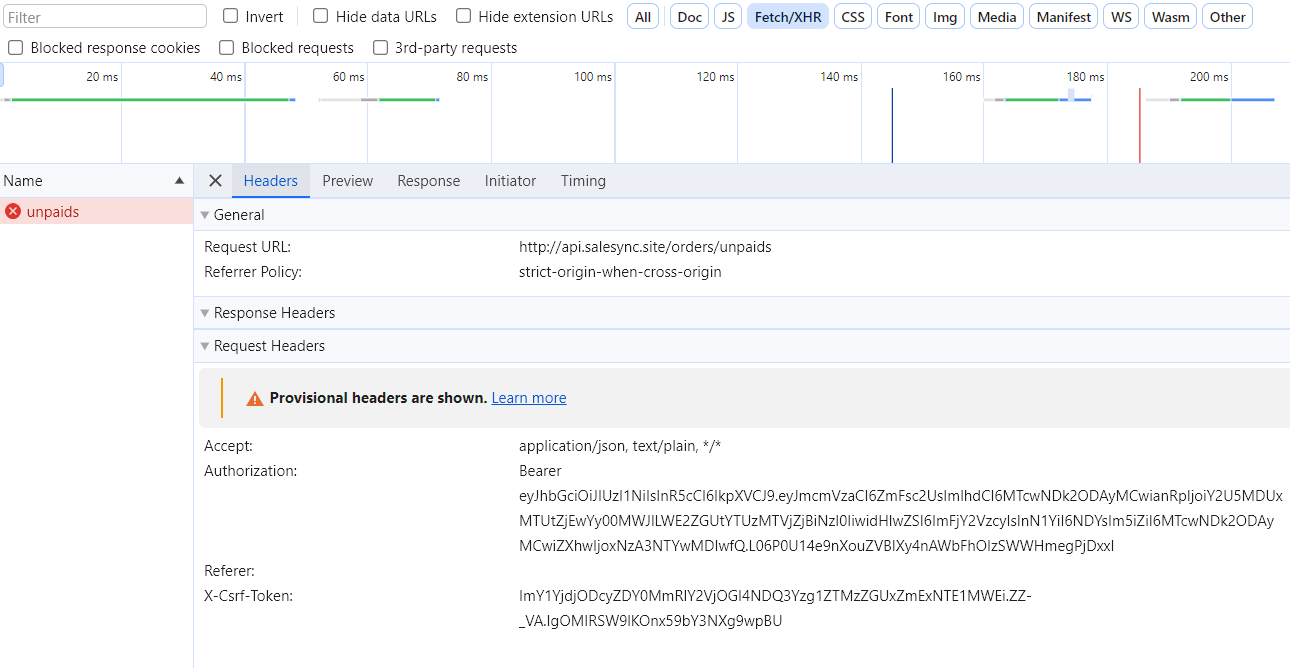 Filter Invert Hide data URLs Hide extension URLs All Doc JS Fetch/XHR CSS Font Img Media Manifest WS Wasm Other
Blocked response cookies Blocked requests 3rd-party requests
20 ms 40 ms 60 ms 80 ms 100 ms 120 ms 140 ms 160 ms 180 ms 200 ms
Name Headers Preview Response Initiator Timing
unpaids General
Request URL: http://api.salesync.site/orders/unpaids
Referrer Policy: strict-origin-when-cross-origin
Response Headers
Request Headers
Provisional headers are shown. Learn more
Accept: application/json, text/plain, */*
Authorization: Bearer
eyJhbGciOiJIUzI1NiIsInR5cCI6IkpXVCJ9.eyJmcmVzaCI6ZmFsc2UsImlhdCI6MTcwNDk2ODAyMCwianRpIjoiY2U5MDUx
MTUtZjEwYy00MWJlLWE2ZGUtYTUzMTVjZjBiNzI0IiwidHlwZSI6ImFjY2VzcyIsInN1YiI6NDYsIm5iZiI6MTcwNDk2ODAy
MCwiZXhwIjoxNzA3NTYwMDIwfQ.L06P0U14e9nXouZVBIXy4nAWbFhOlzSWWHmegPjDxxI
Referer:
X-Csrf-Token: ImY1YjdjODcyZDY0MmRlY2VjOGI4NDQ3Yzg1ZTMzZGUxZmExNTE1MWEi.ZZ-
_VA.IgOMIRSW9lKOnx59bY3NXg9wpBU